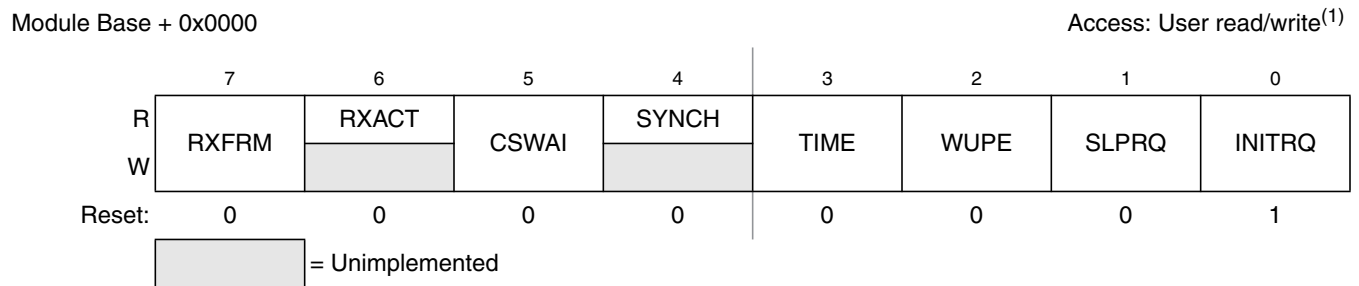 Module Base + 0x0000 Access: User read/write(1)
7 6 5 4 3 2 1 0
R RXFRM RXACT CSWAI SYNCH TIME WUPE SLPRQ INITRQ
W
Reset: 0 0 0 0 0 0 0 1
= Unimplemented